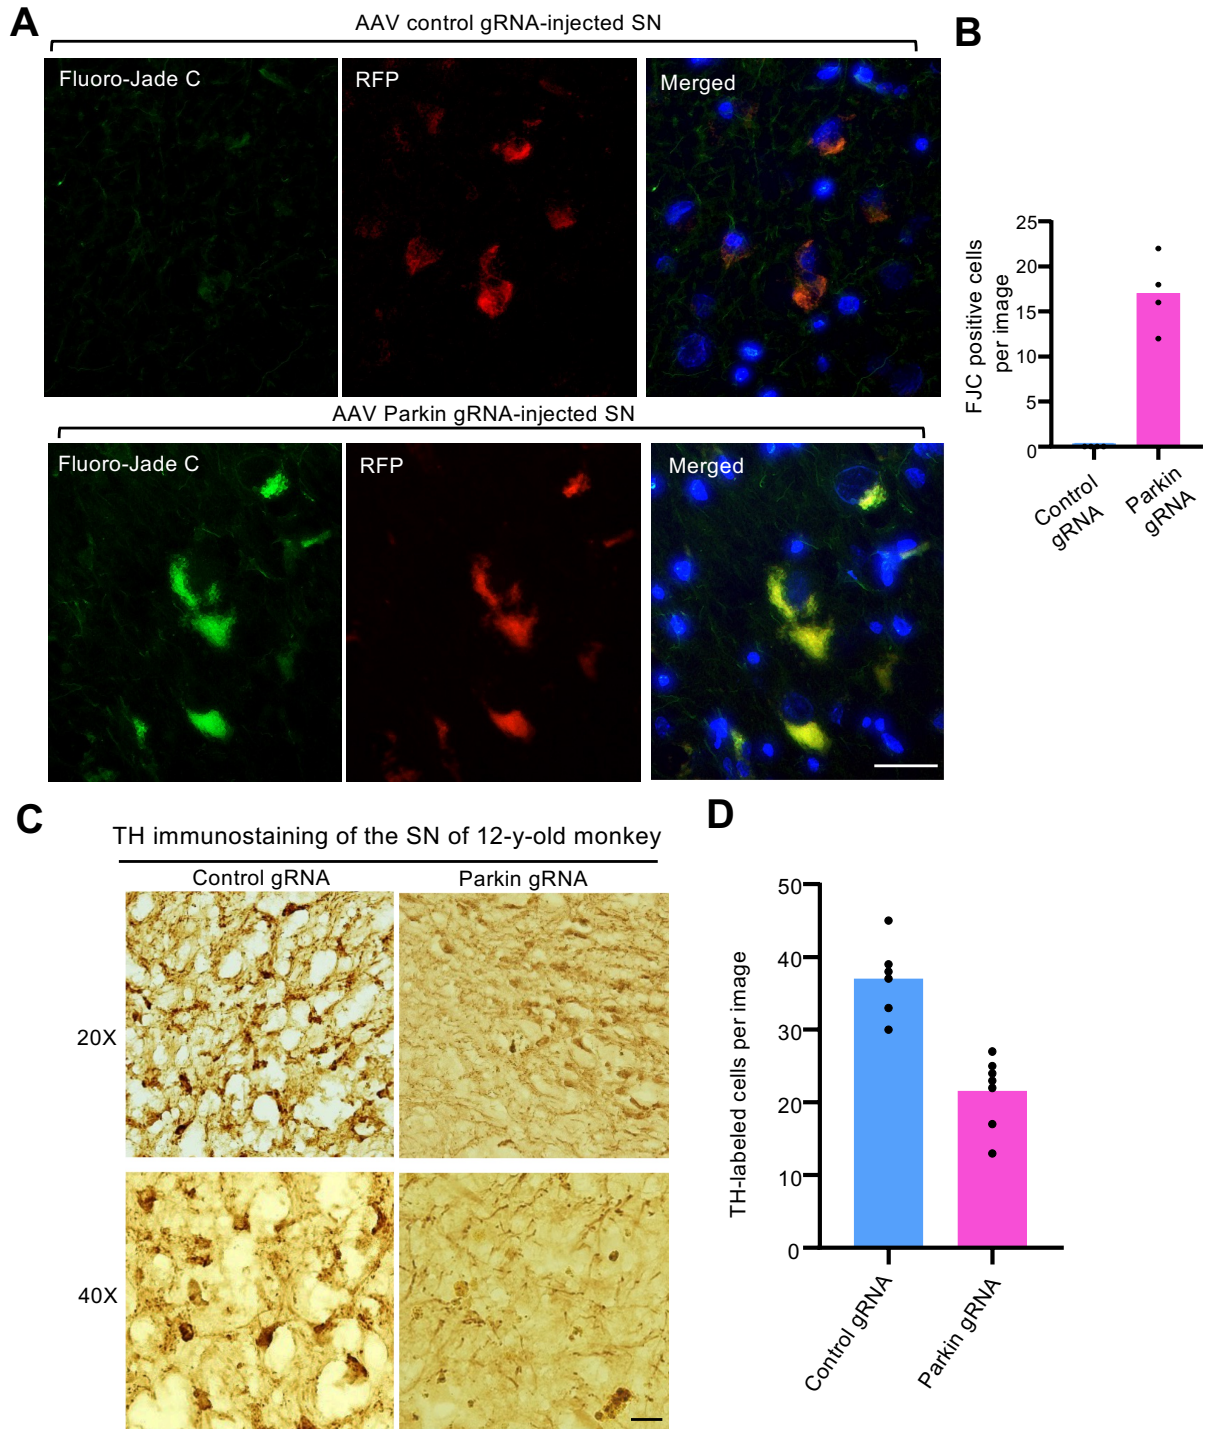 A
AAV control gRNA-injected SN
Fluoro-Jade C
RFP
Merged
AAV Parkin gRNA-injected SN
Fluoro-Jade C
RFP
Merged
B
FJC positive cells
per image
25
20
15
10
5
0
Control
gRNA
Parkin
gRNA
C
TH immunostaining of the SN of 12-y-old monkey
Control gRNA
Parkin gRNA
20X
40X
D
TH-labeled cells per image
50
40
30
20
10
0
Control gRNA
Parkin gRNA